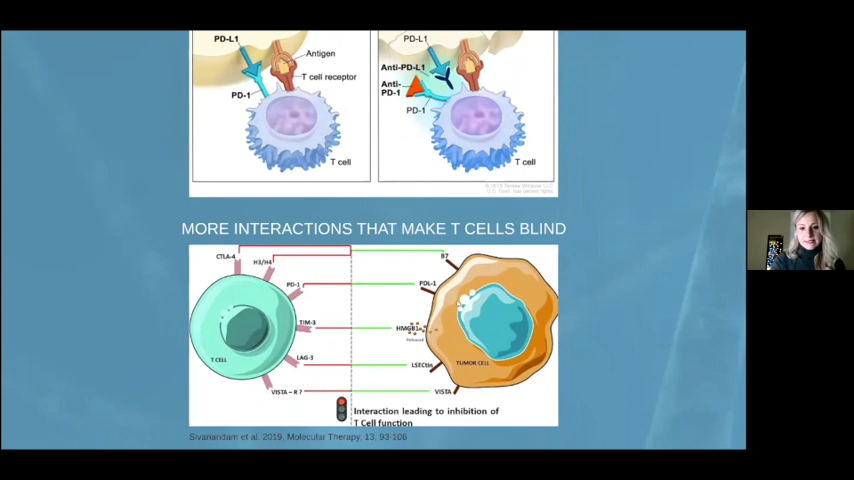 PD-L1
Antigen
T cell receptor
PD-1
T cell
PD-L1
Anti-PD-L1
Anti-
PD-1
PD-1
T cell
MORE INTERACTIONS THAT MAKE T CELLS BLIND
CTLA-4
H3/H4
B7
PD-1
PDL-1
TIM-3
HMGB1
Released
T CELL
LAG-3
LSECtin
TUMOR CELL
VISTA – R ?
VISTA
Interaction leading to inhibition of
T Cell function
Sivanandam et al. 2019. Molecular Therapy, 13, 93-106